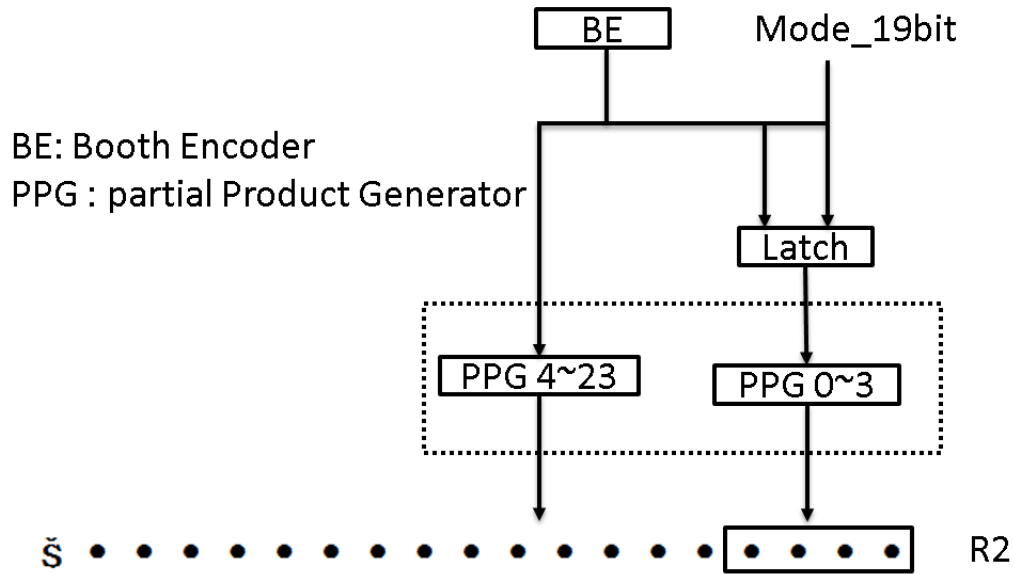 BE
Mode_19bit
BE: Booth Encoder
PPG : partial Product Generator
Latch
PPG 4~23
PPG 0~3
Š • • • • • • • • • • • • • • • • • • R2